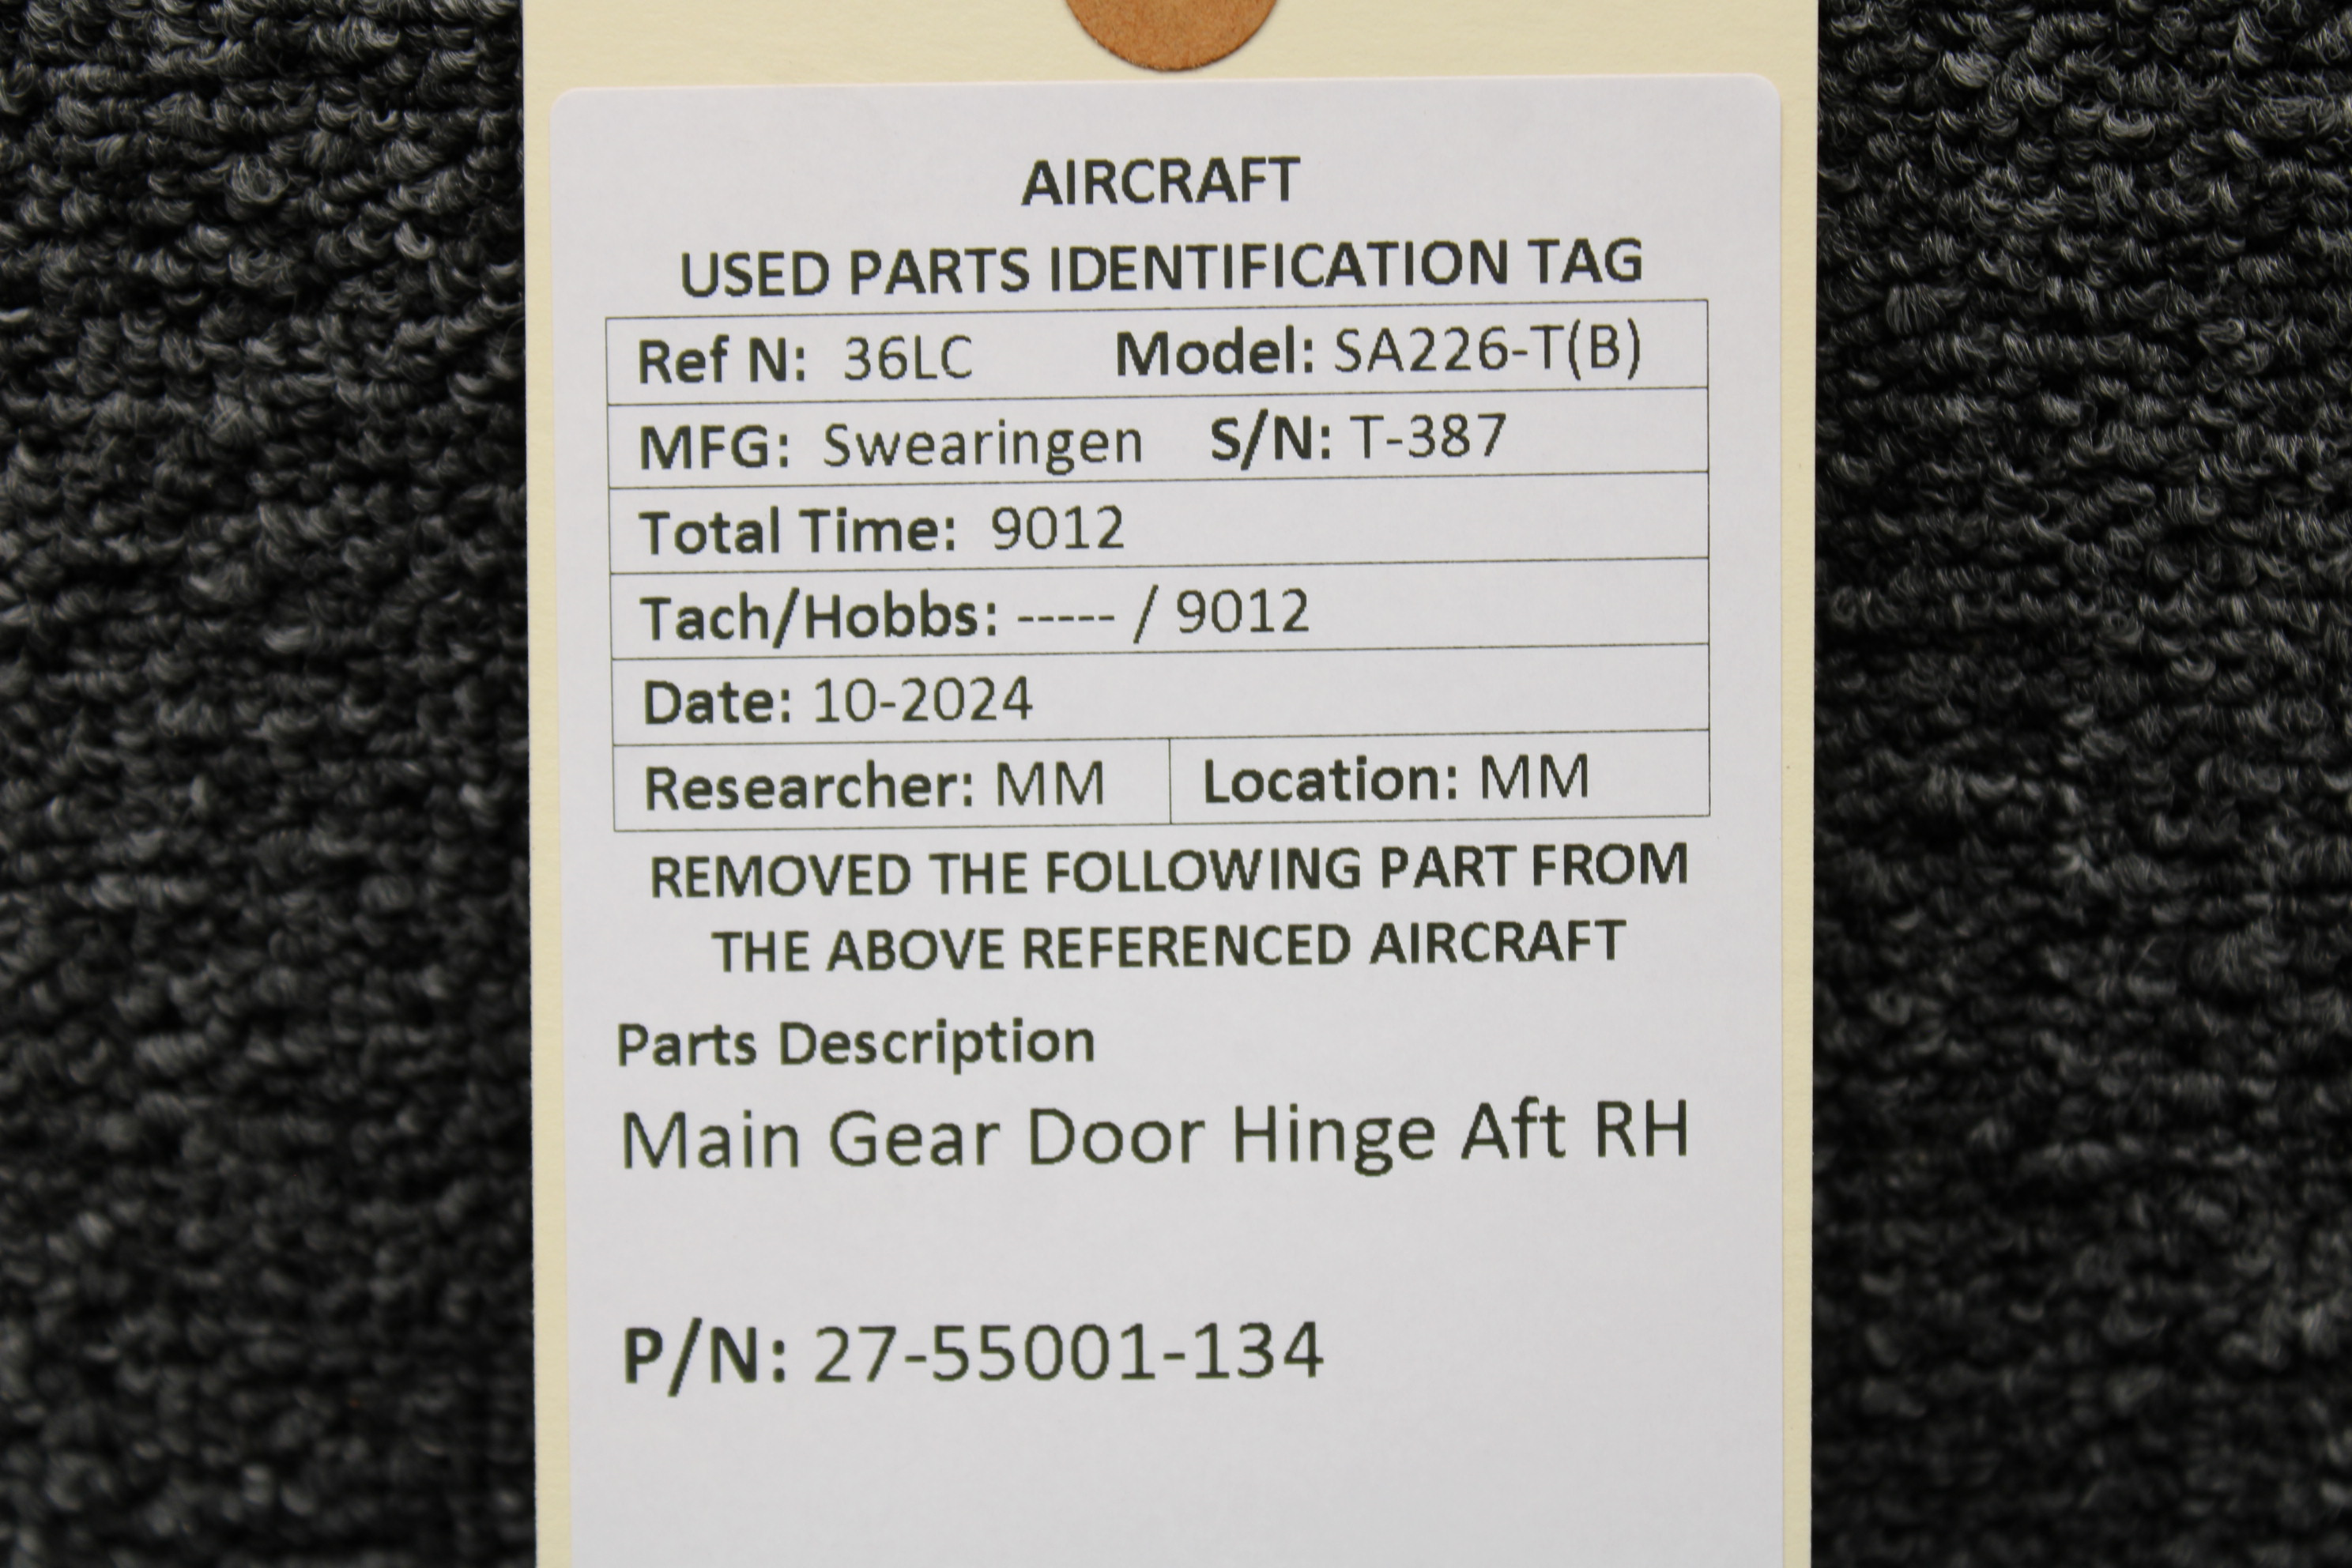 AIRCRAFT
USED PARTS IDENTIFICATION TAG
Ref N: 36LC Model: SA226-T(B)
MFG: Swearingen S/N: T-387
Total Time: 9012
Tach/Hobbs: ----- / 9012
Date: 10-2024
Researcher: MM Location: MM
REMOVED THE FOLLOWING PART FROM
THE ABOVE REFERENCED AIRCRAFT
Parts Description
Main Gear Door Hinge Aft RH
P/N: 27-55001-134